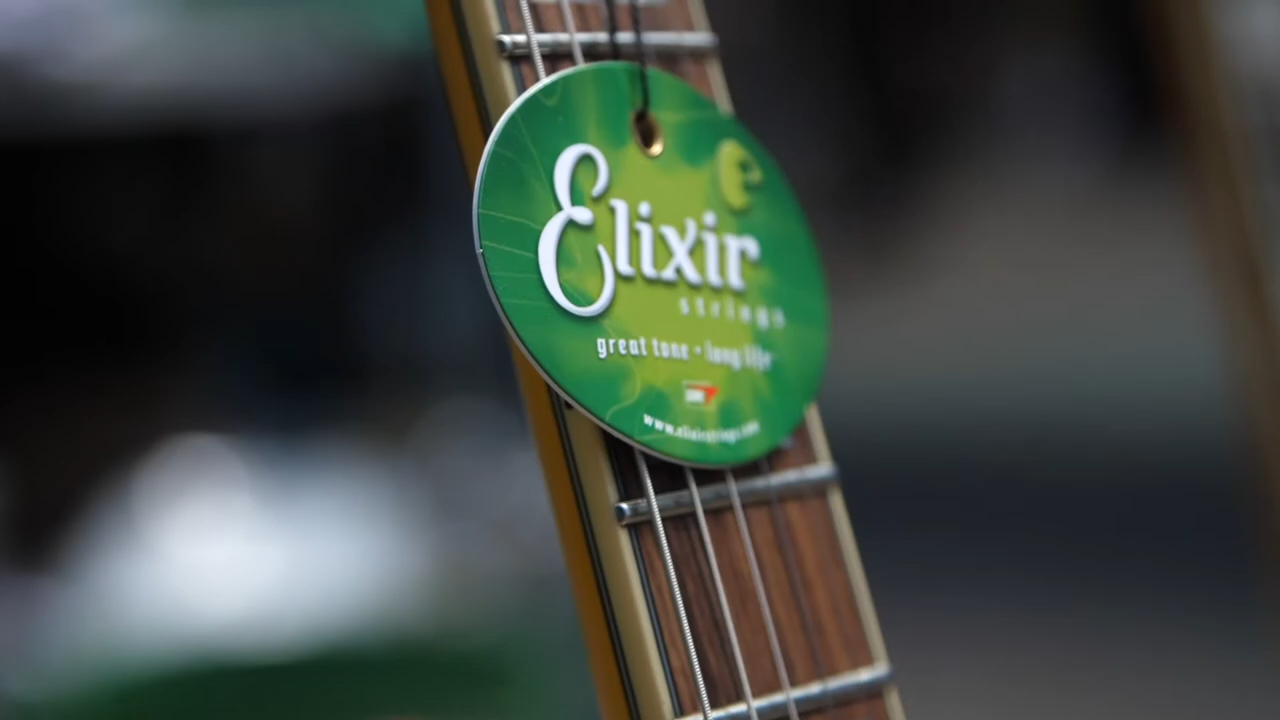 Elixir
strings
great tone • long life
www.elixirstrings.com